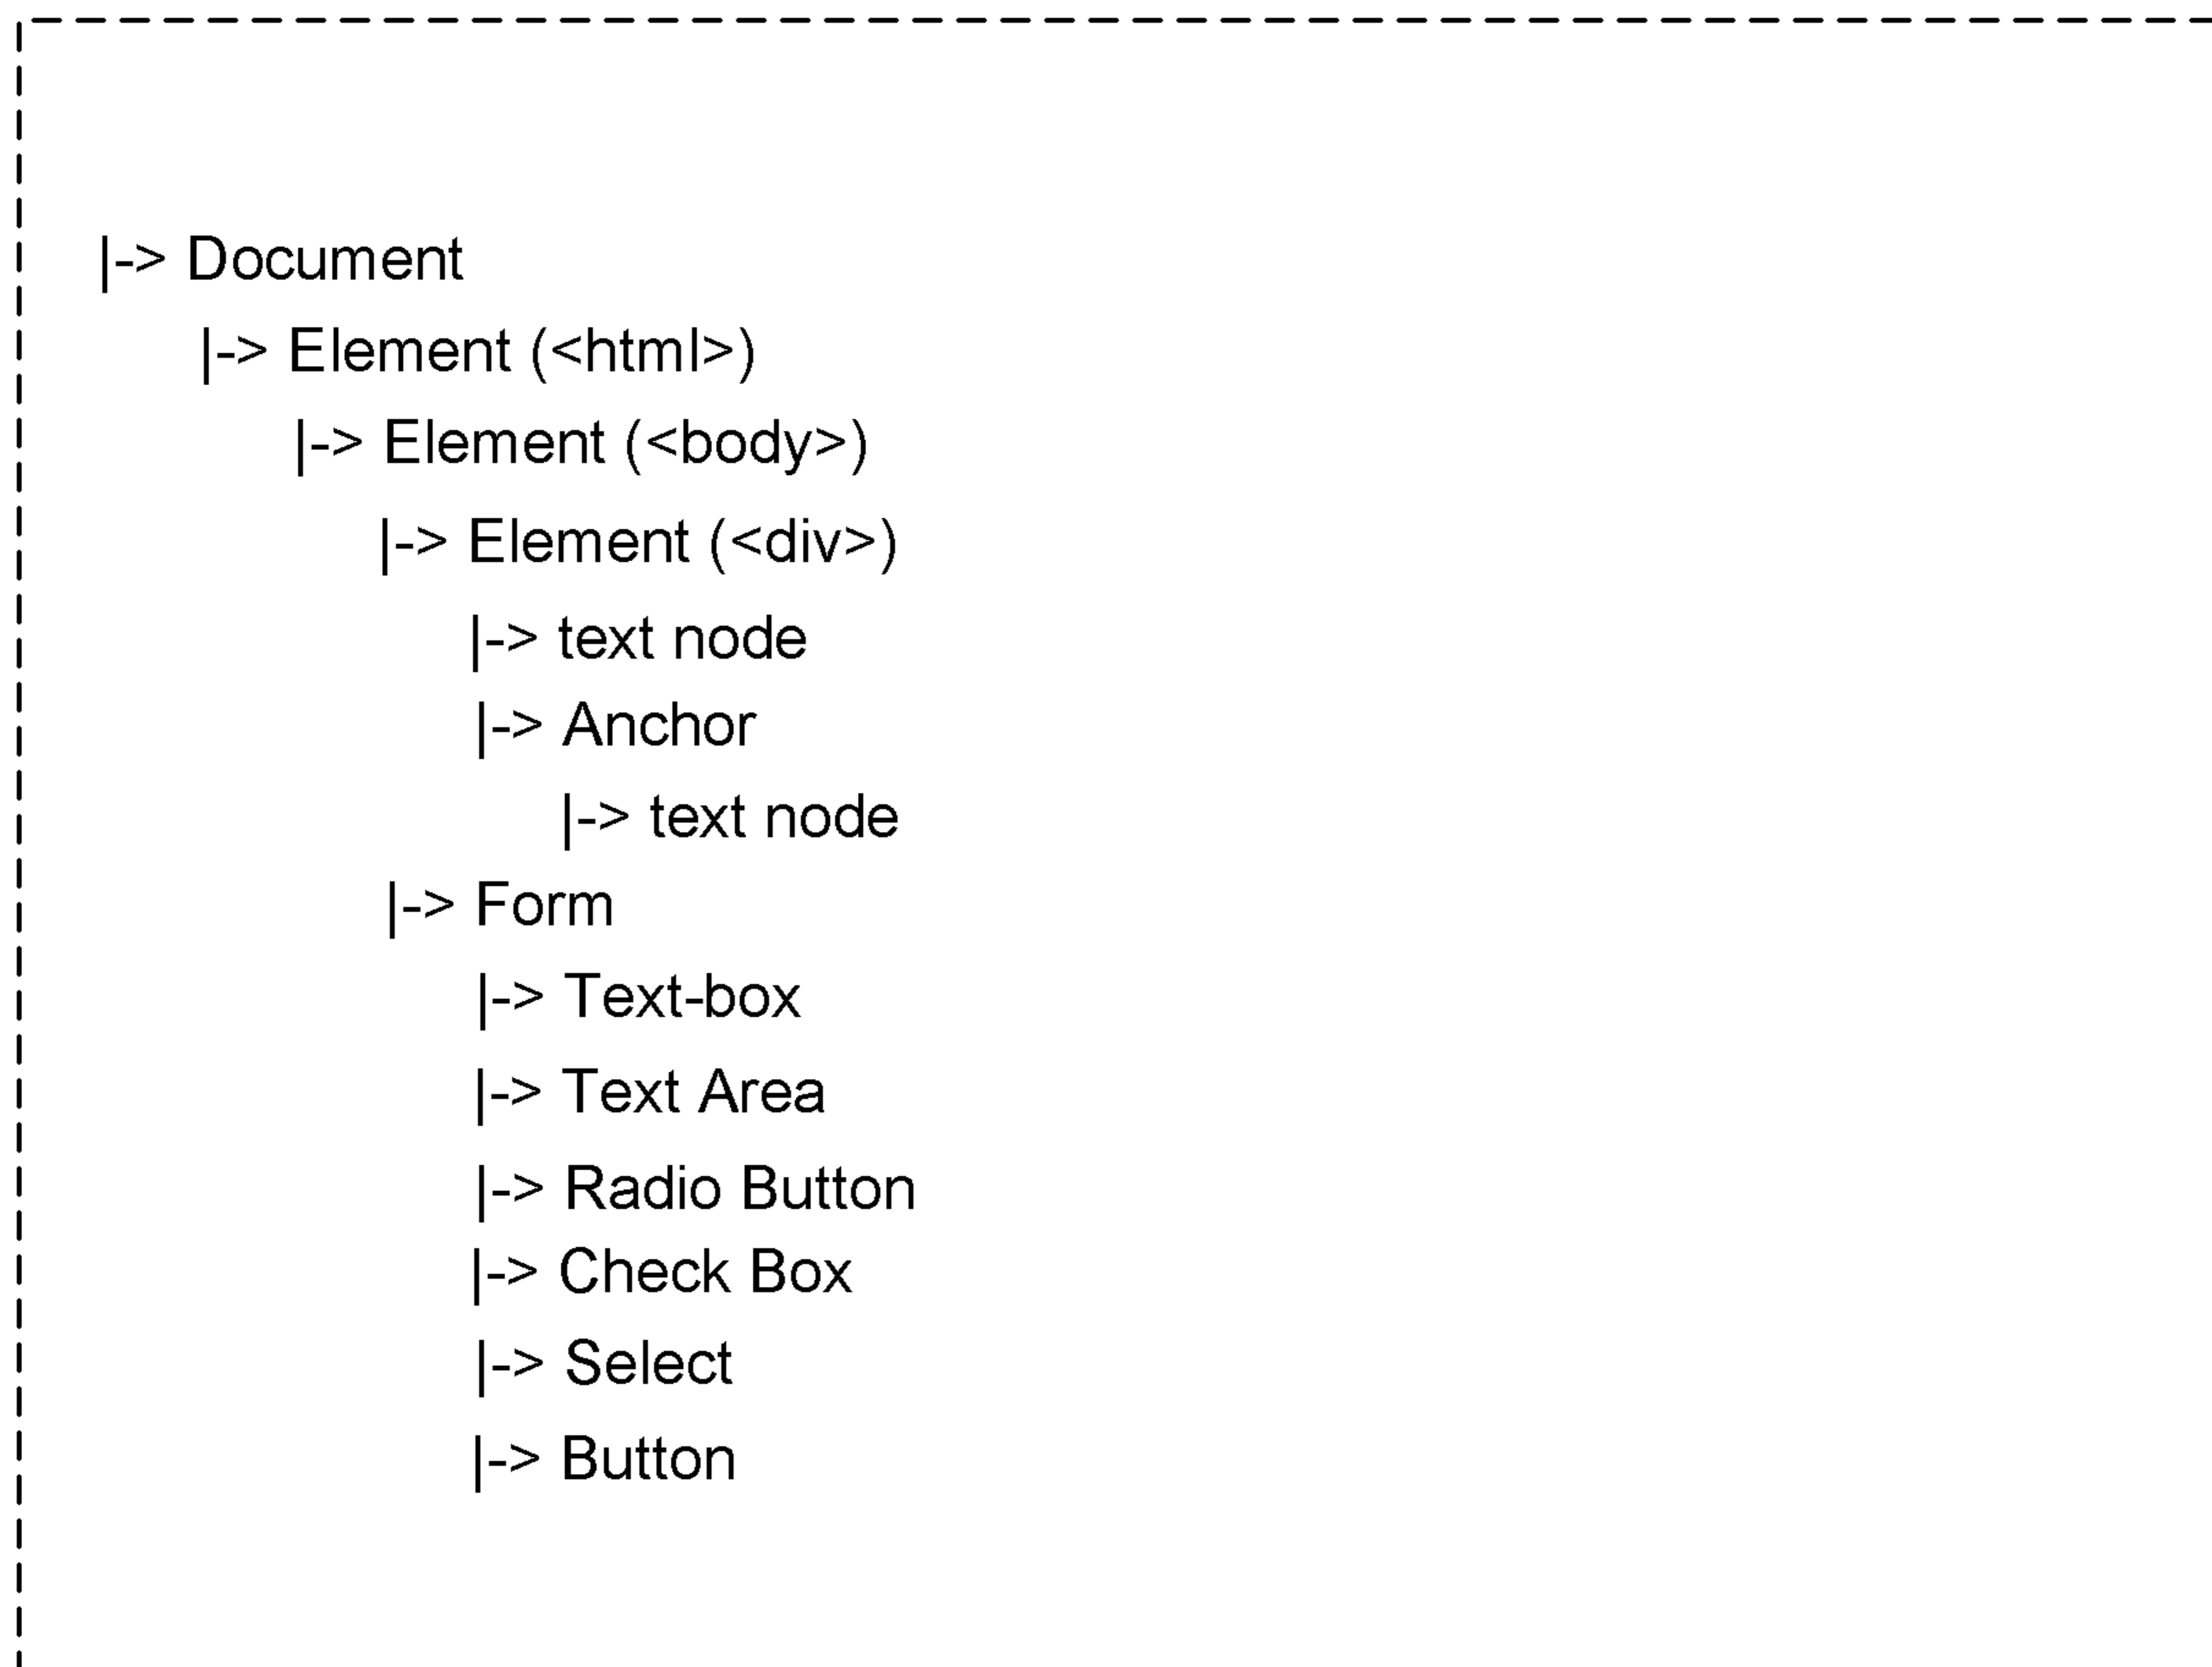 |-> Document
|-> Element (<html>)
|-> Element (<body>)
|-> Element (<div>)
|-> text node
|-> Anchor
|-> text node
|-> Form
|-> Text-box
|-> Text Area
|-> Radio Button
|-> Check Box
|-> Select
|-> Button